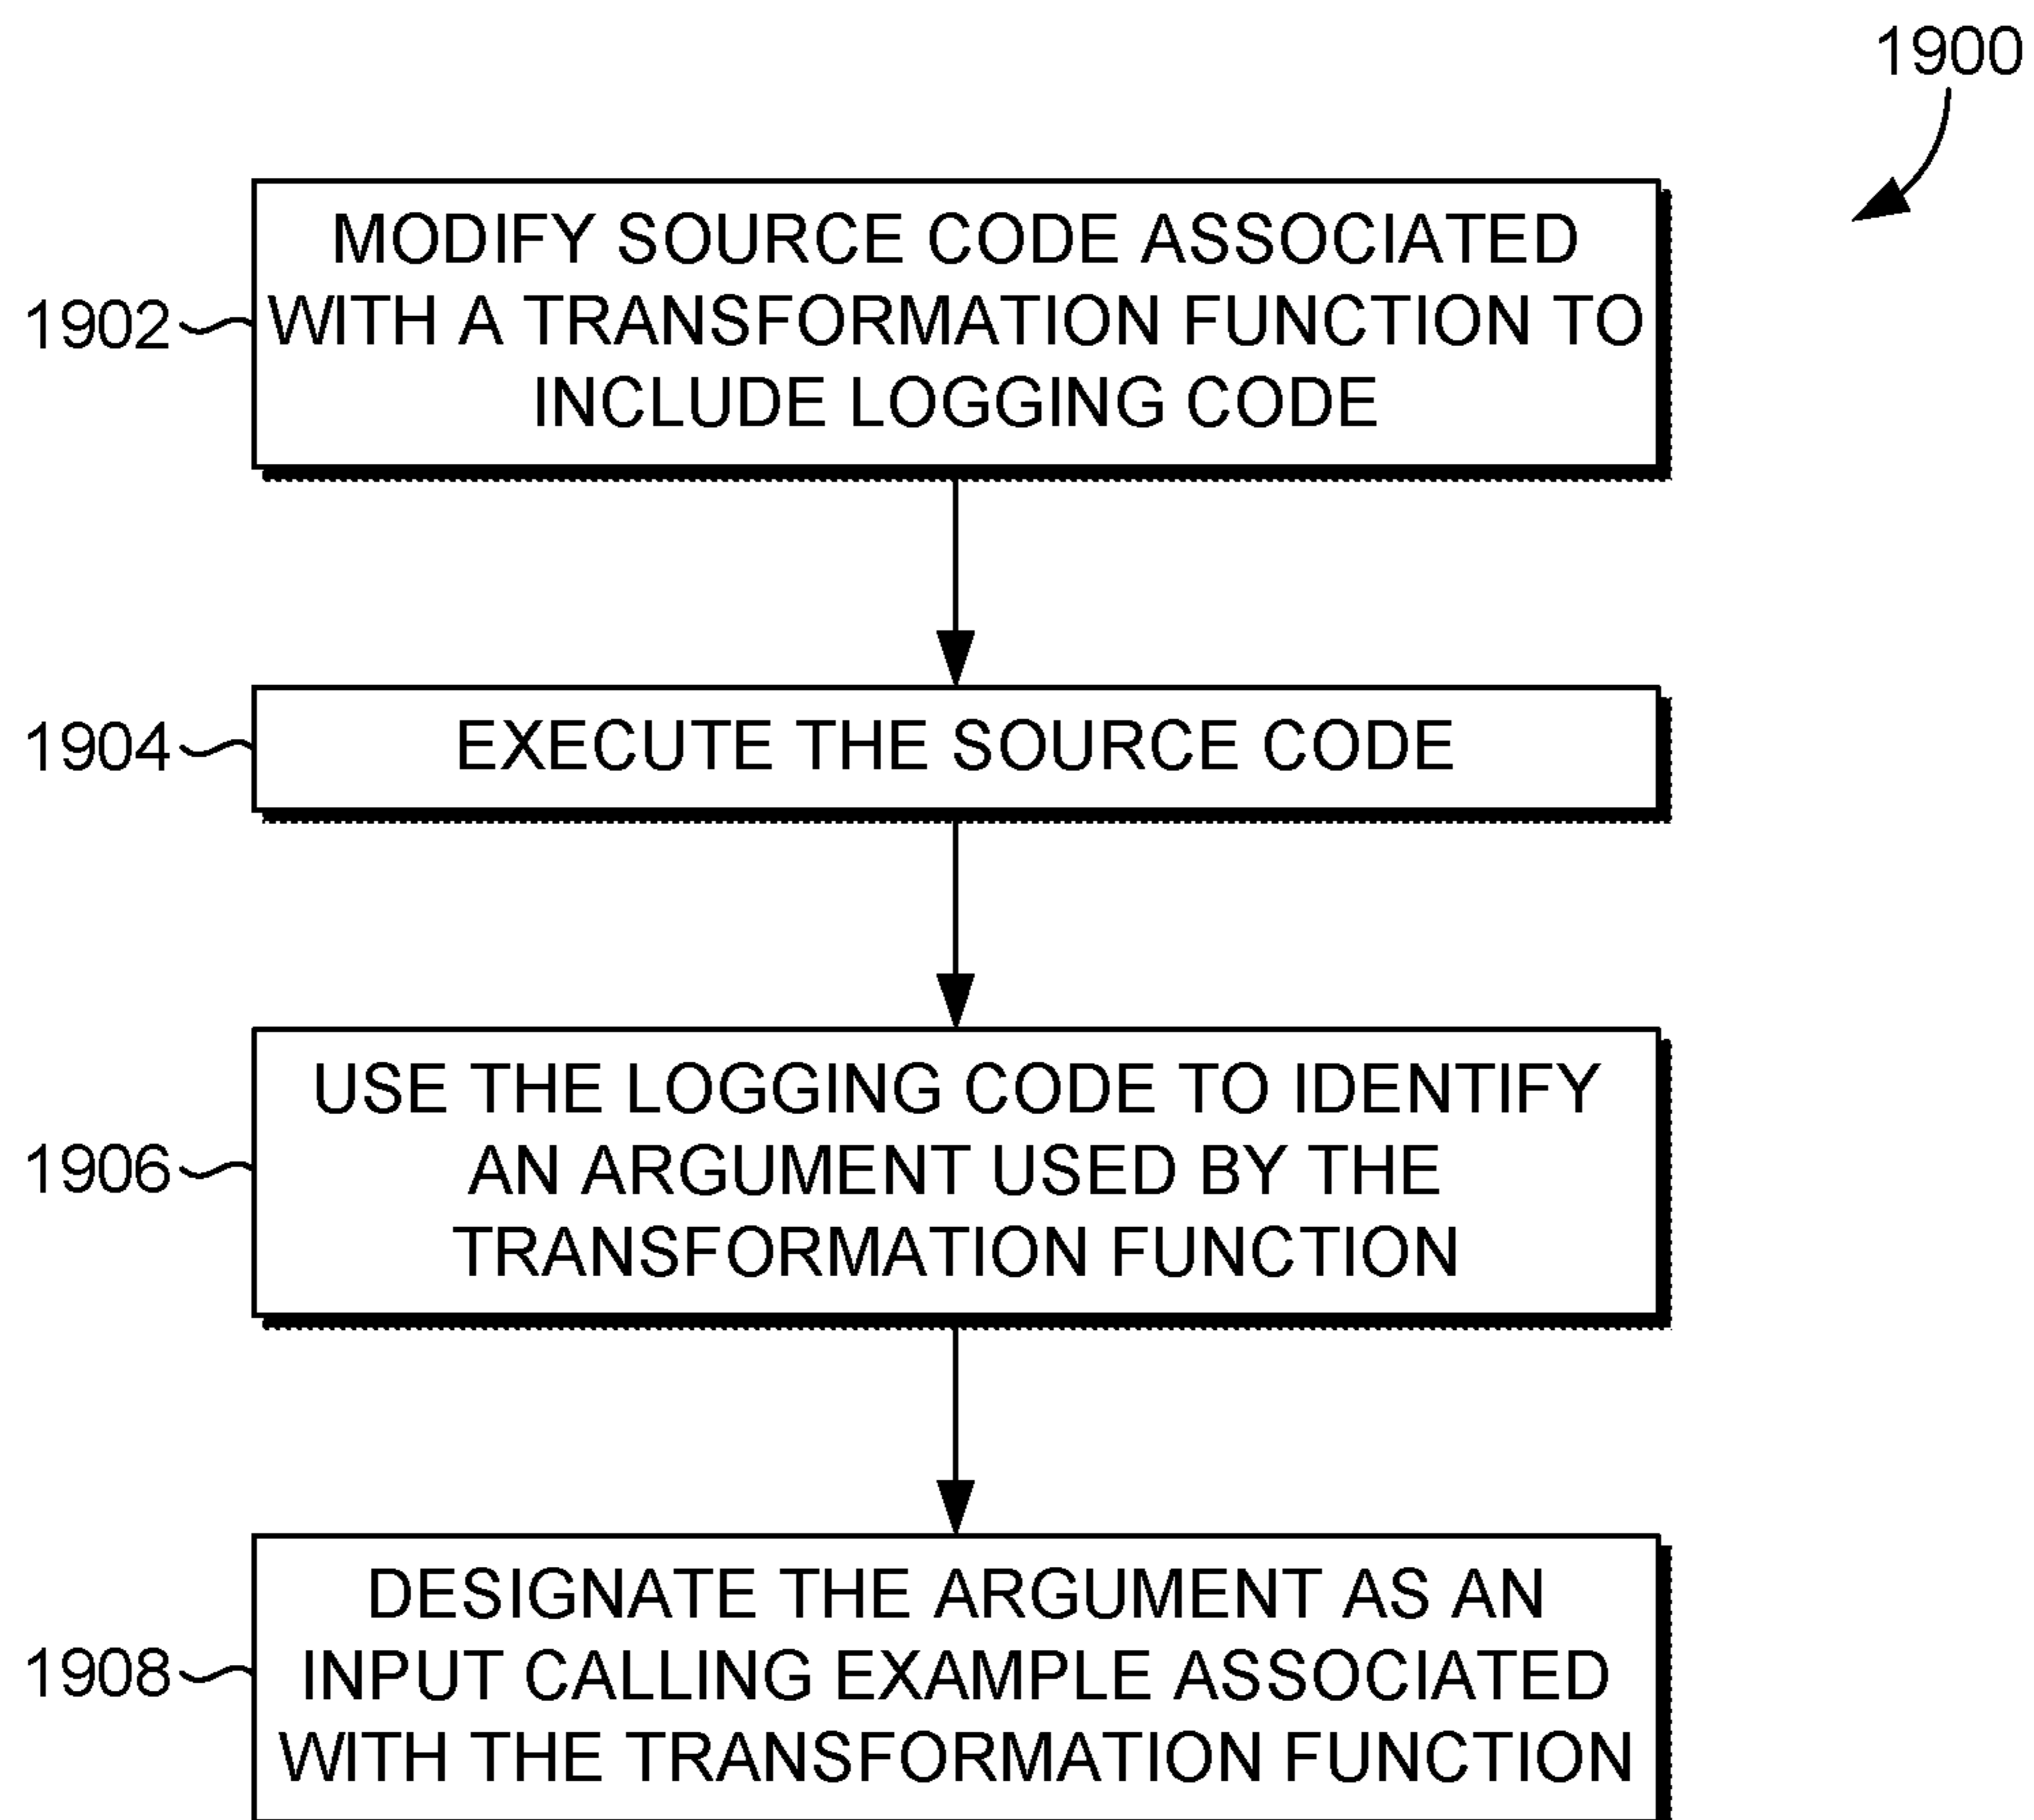 1900
MODIFY SOURCE CODE ASSOCIATED
1902 WITH A TRANSFORMATION FUNCTION TO
INCLUDE LOGGING CODE
1904 EXECUTE THE SOURCE CODE
USE THE LOGGING CODE TO IDENTIFY
1906 AN ARGUMENT USED BY THE
TRANSFORMATION FUNCTION
DESIGNATE THE ARGUMENT AS AN
1908 INPUT CALLING EXAMPLE ASSOCIATED
WITH THE TRANSFORMATION FUNCTION